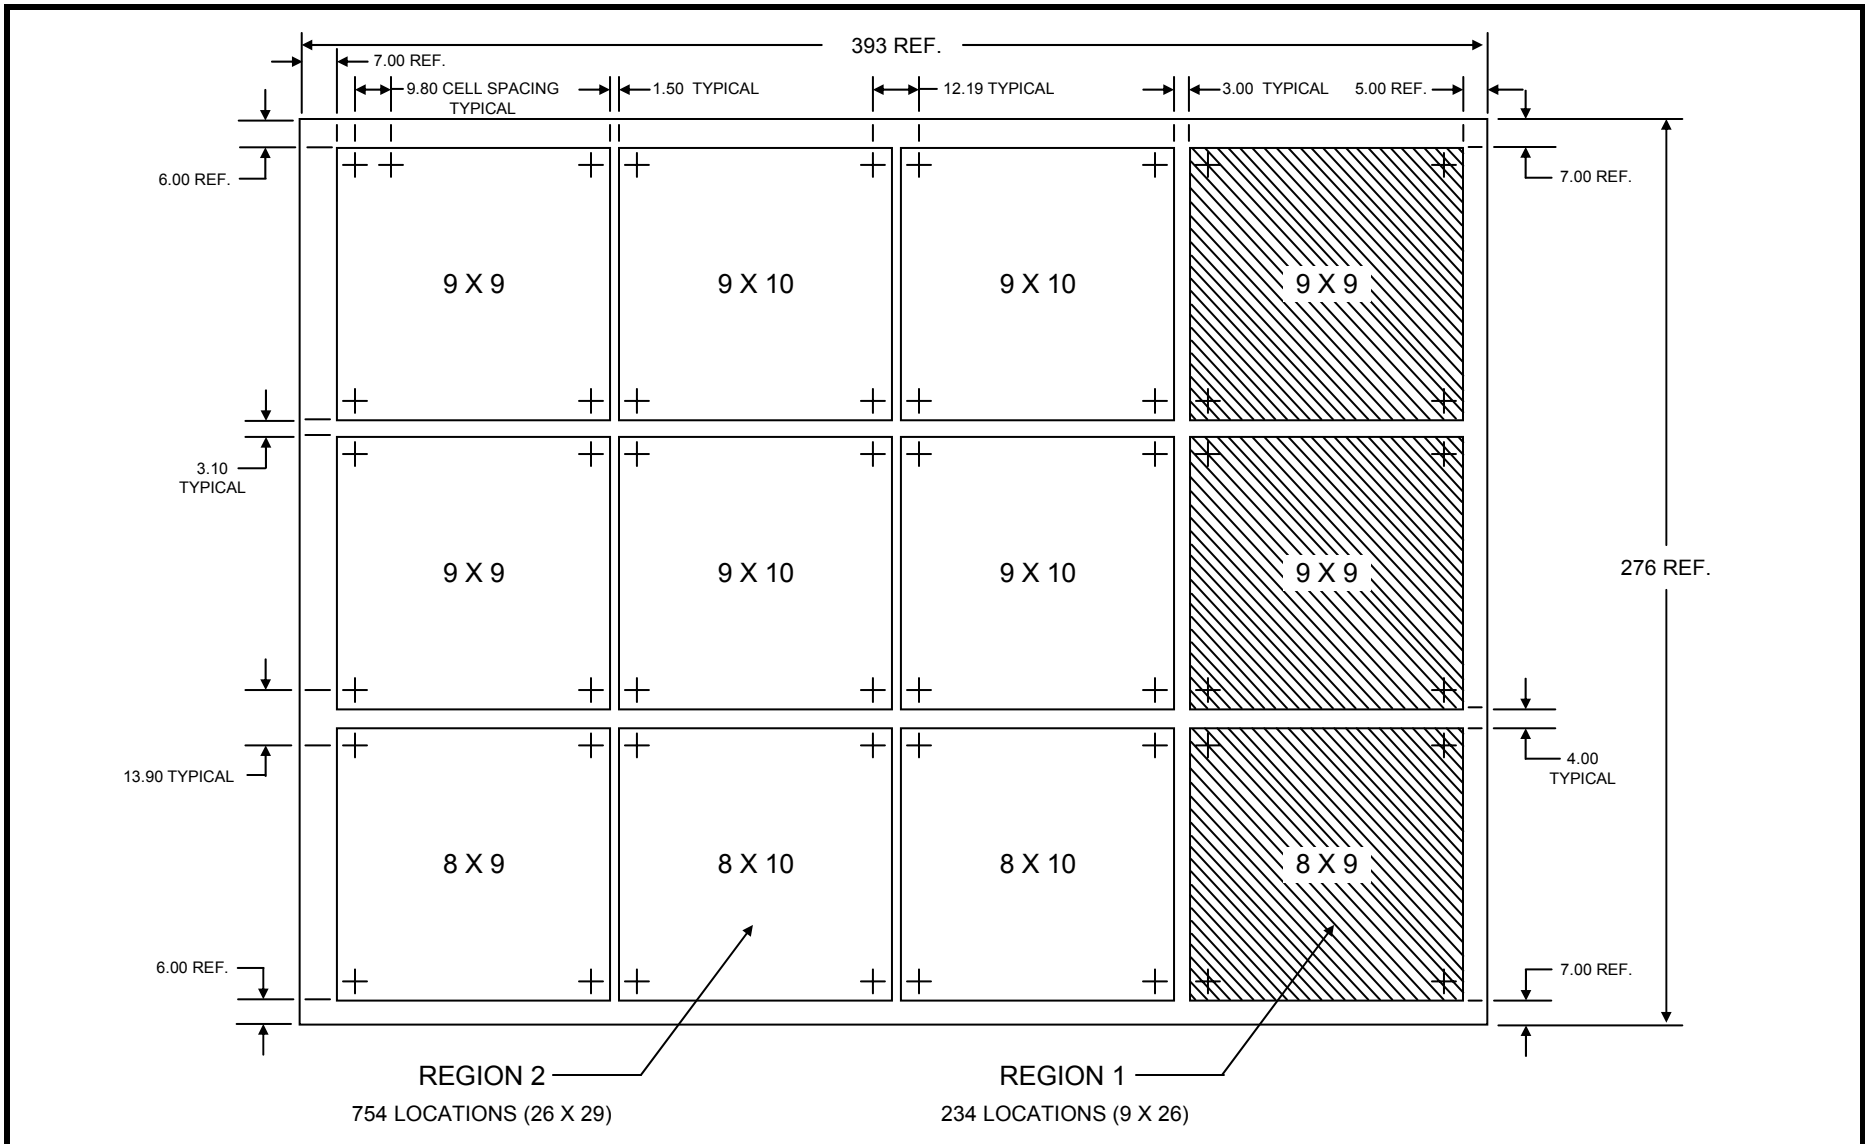 393 REF.
7.00 REF.
9.80 CELL SPACING
TYPICAL
1.50 TYPICAL
12.19 TYPICAL
3.00 TYPICAL
5.00 REF.
6.00 REF.
7.00 REF.
9 X 9
9 X 10
9 X 10
9 X 9
3.10
TYPICAL
9 X 9
9 X 10
9 X 10
9 X 9
276 REF.
13.90 TYPICAL
4.00
TYPICAL
8 X 9
8 X 10
8 X 10
8 X 9
6.00 REF.
7.00 REF.
REGION 2
754 LOCATIONS (26 X 29)
REGION 1
234 LOCATIONS (9 X 26)